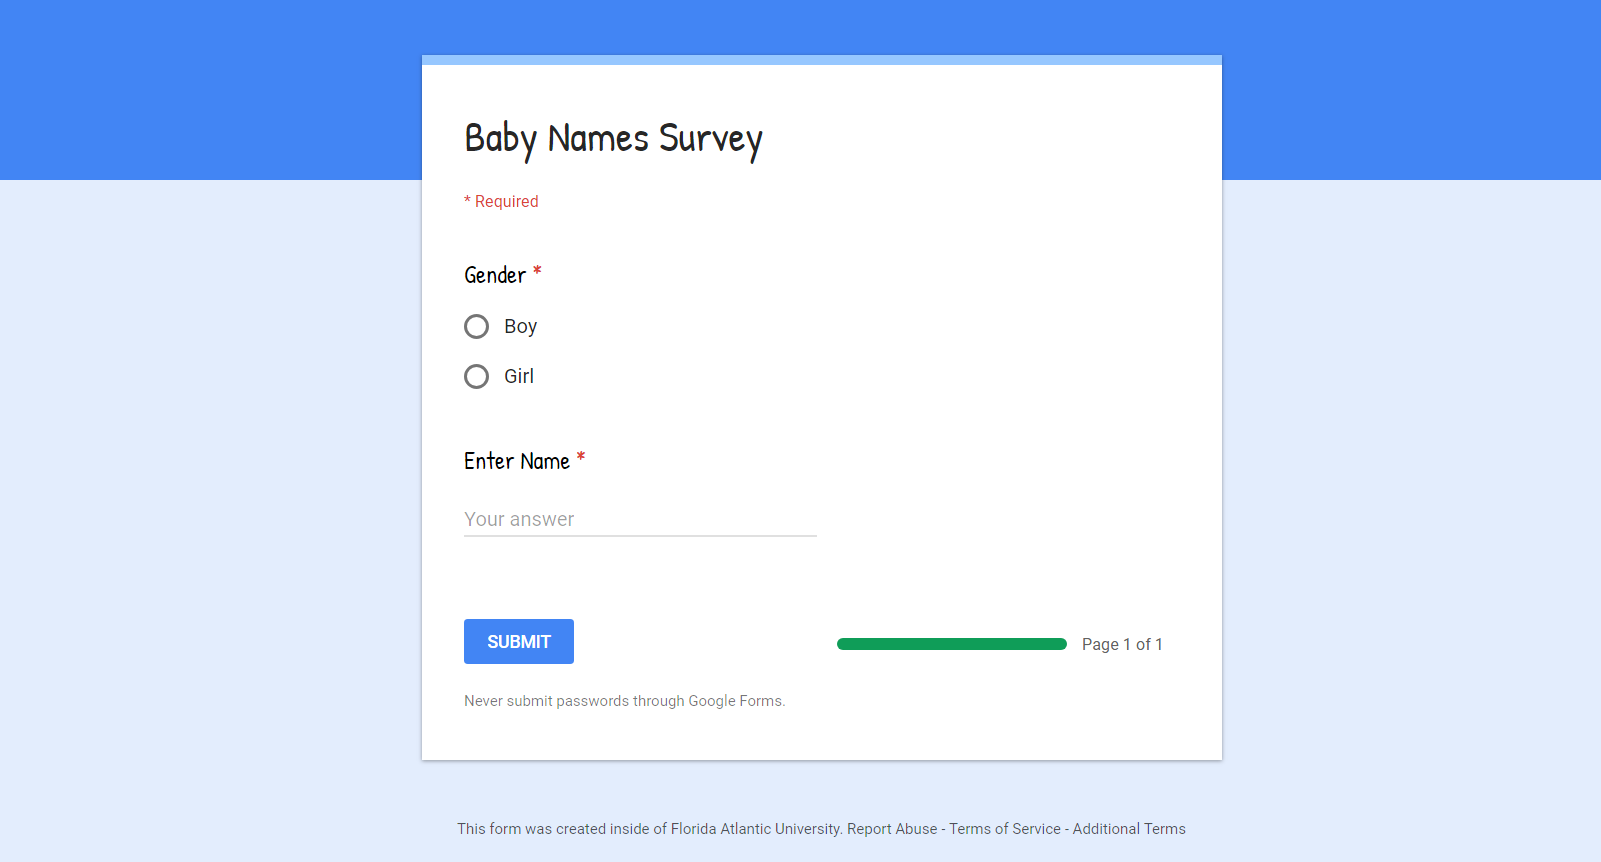 Baby Names Survey
* Required
Gender *
Boy
Girl
Enter Name *
Your answer
SUBMIT
Page 1 of 1
Never submit passwords through Google Forms.
This form was created inside of Florida Atlantic University. Report Abuse - Terms of Service - Additional Terms